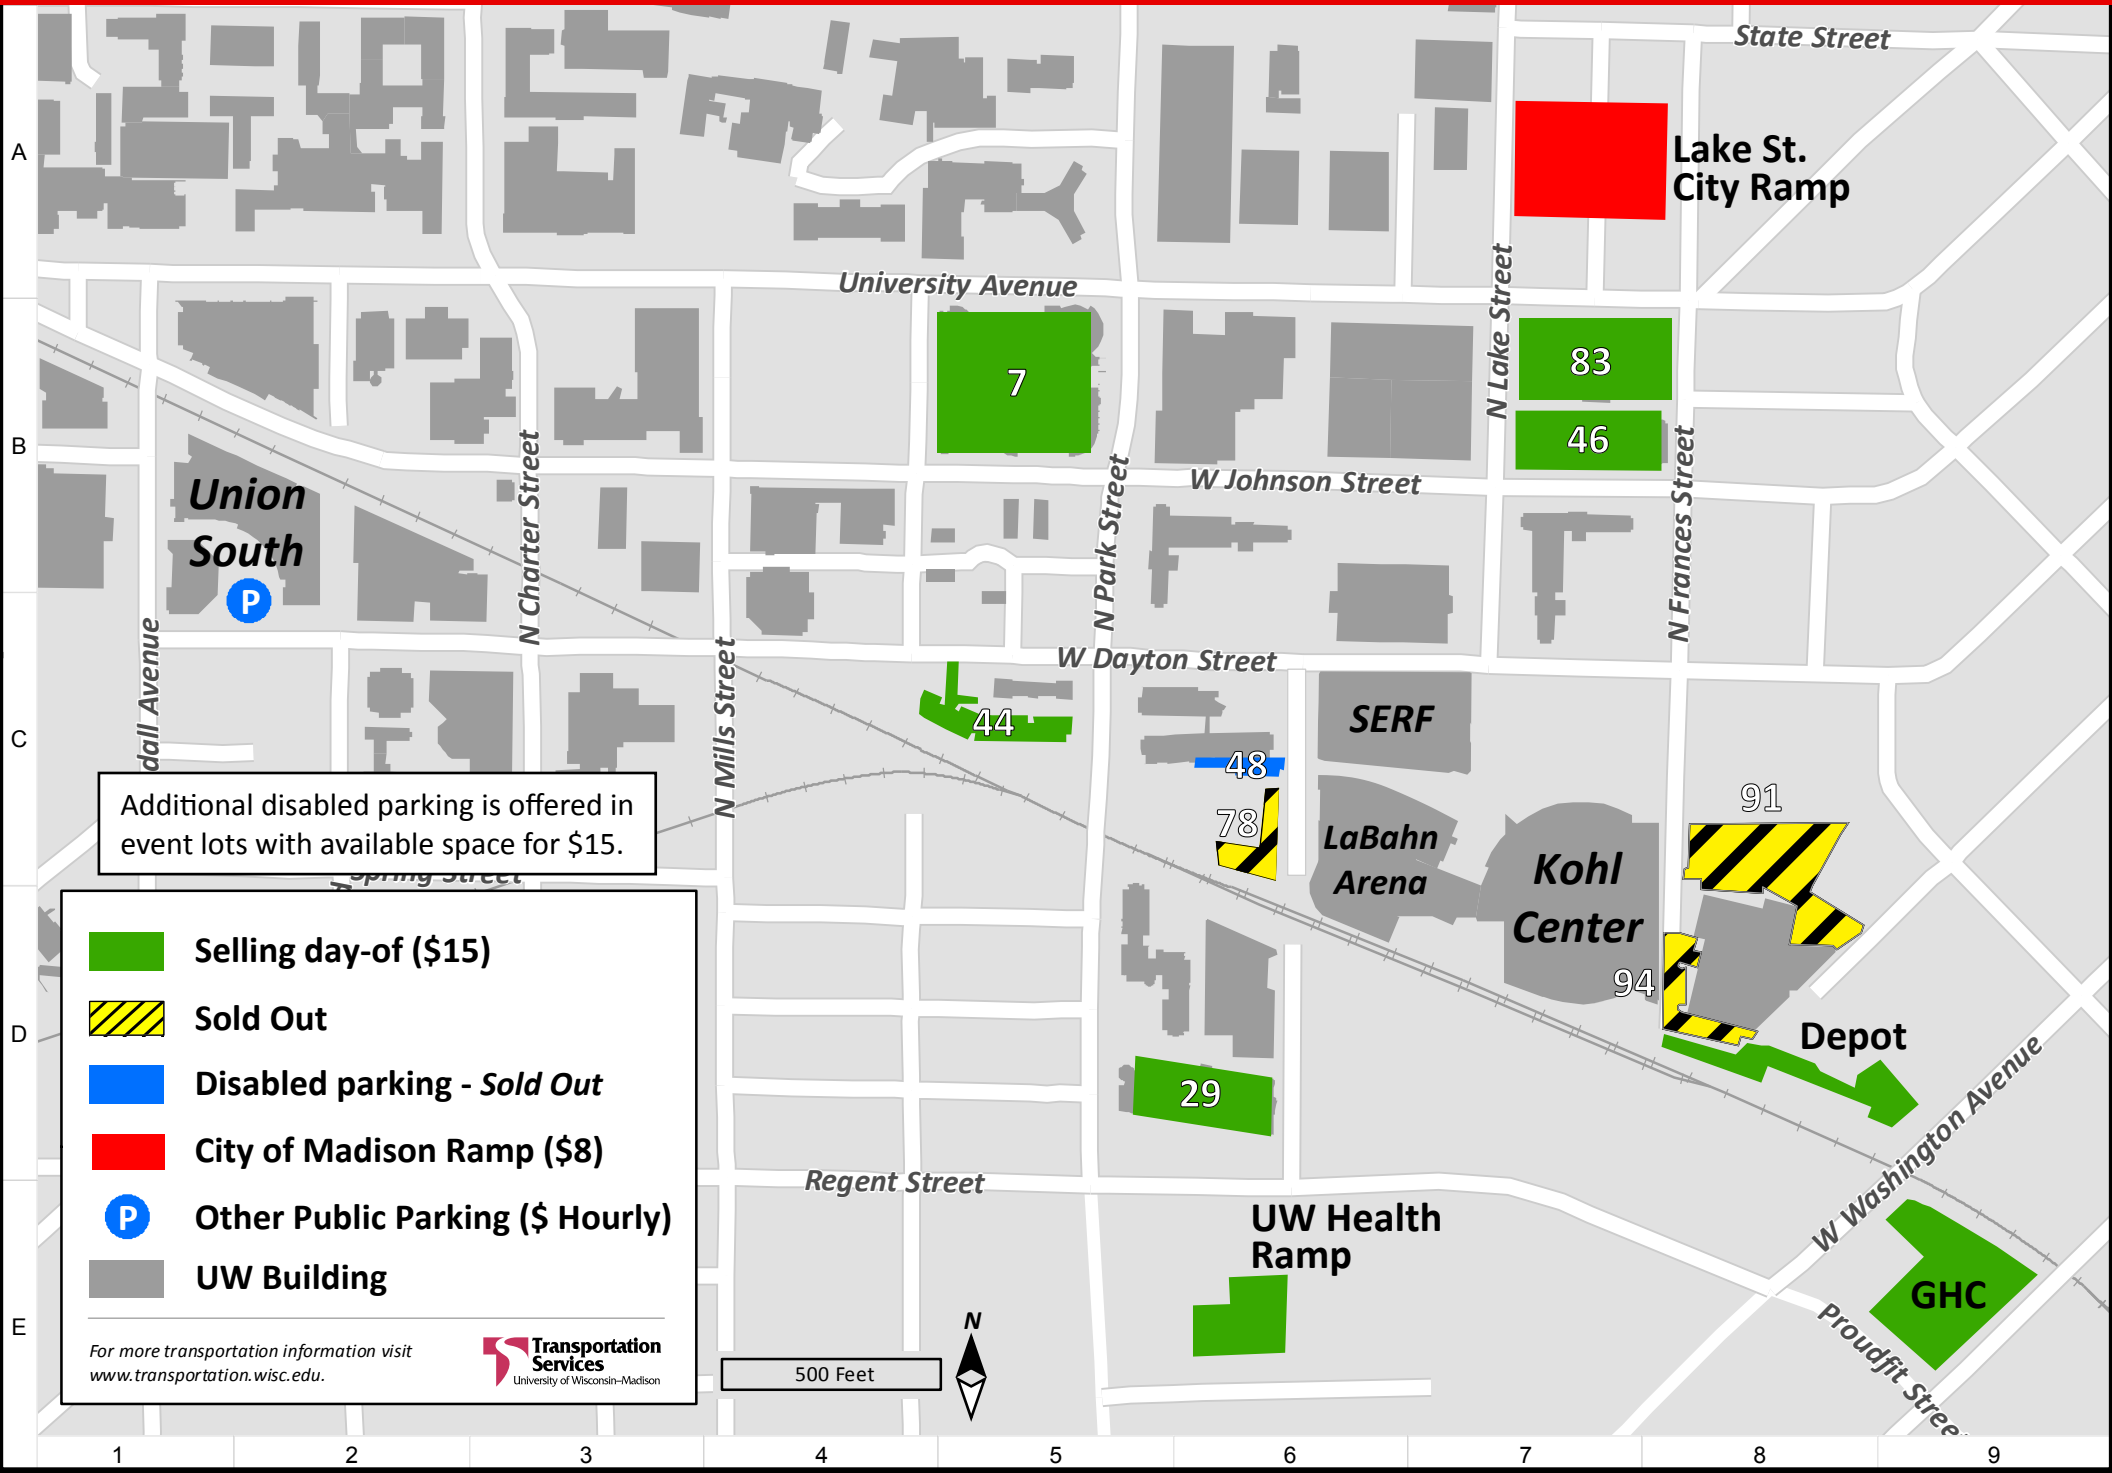 State Street
A
Lake St.
City Ramp
University Avenue
N Lake Street
83
7
46
B
W Johnson Street
Union
South
N Charter Street
N Park Street
N Frances Street
P
W Dayton Street
dall Avenue
N Mills Street
SERF
44
C
48
91
Additional disabled parking is offered in
event lots with available space for $15.
78
LaBahn
Arena
Kohl
Center
Spring Street
94
Selling day-of ($15)
Sold Out
D
Depot
Disabled parking - Sold Out
29
W Washington Avenue
City of Madison Ramp ($8)
Regent Street
P
Other Public Parking ($ Hourly)
UW Health
Ramp
UW Building
GHC
E
N
Proudfit Stree
For more transportation information visit
www.transportation.wisc.edu.
Transportation
Services
University of Wisconsin–Madison
500 Feet
1 2 3 4 5 6 7 8 9